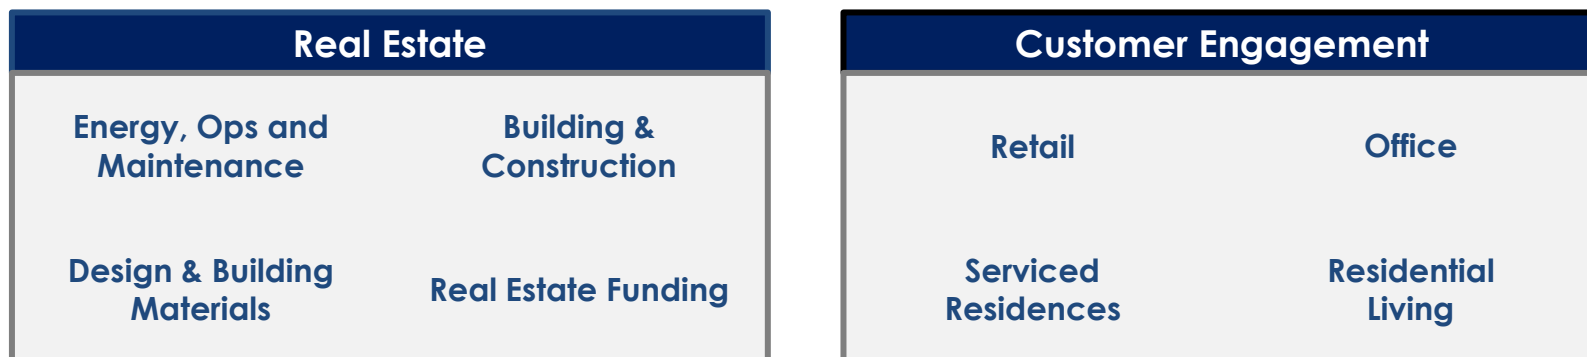 Real Estate
Energy, Ops and
Maintenance
Building &
Construction
Design & Building
Materials
Real Estate Funding
Customer Engagement
Retail
Office
Serviced
Residences
Residential
Living